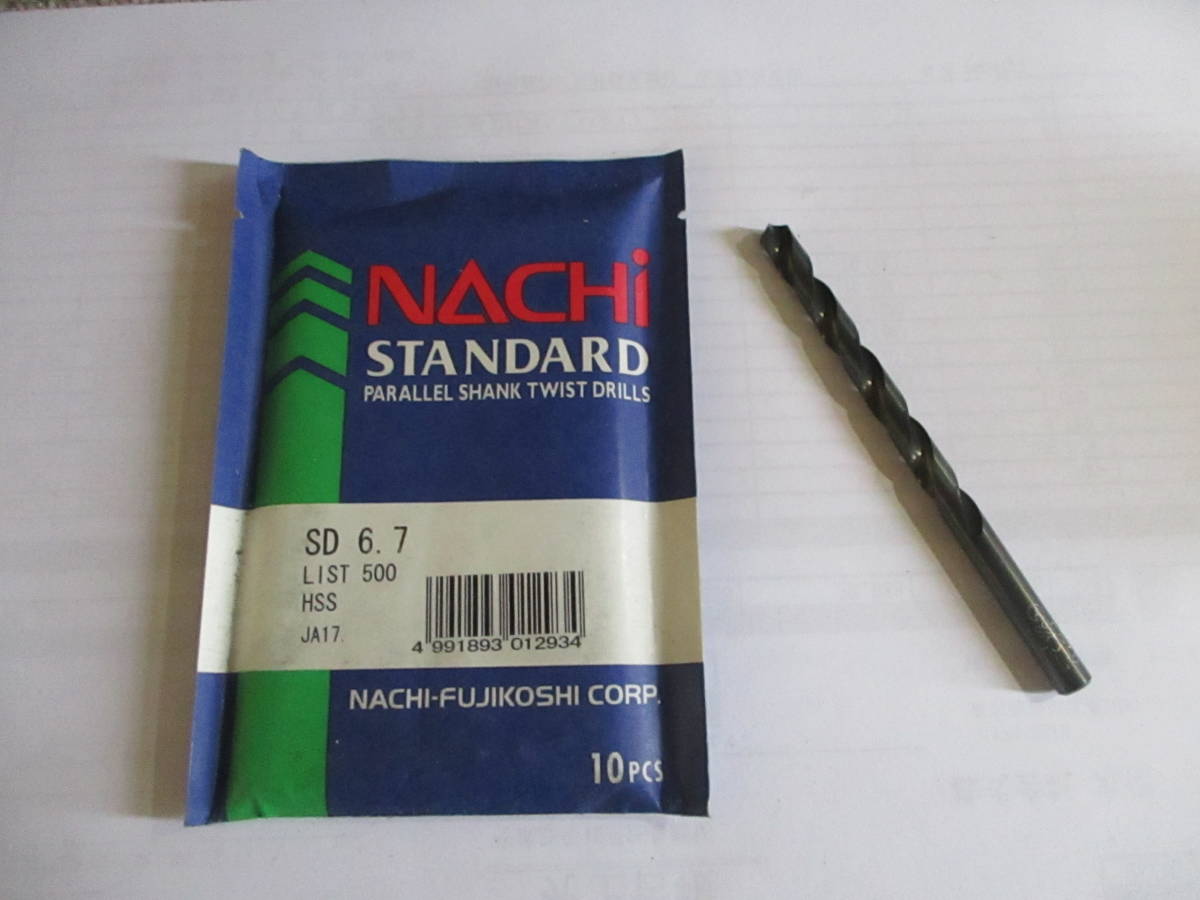 NACHi
STANDARD
PARALLEL SHANK TWIST DRILLS
SD 6.7
LIST 500
HSS
JA17.
4 991893 012934
NACHI-FUJIKOSHI CORP.
10PCS